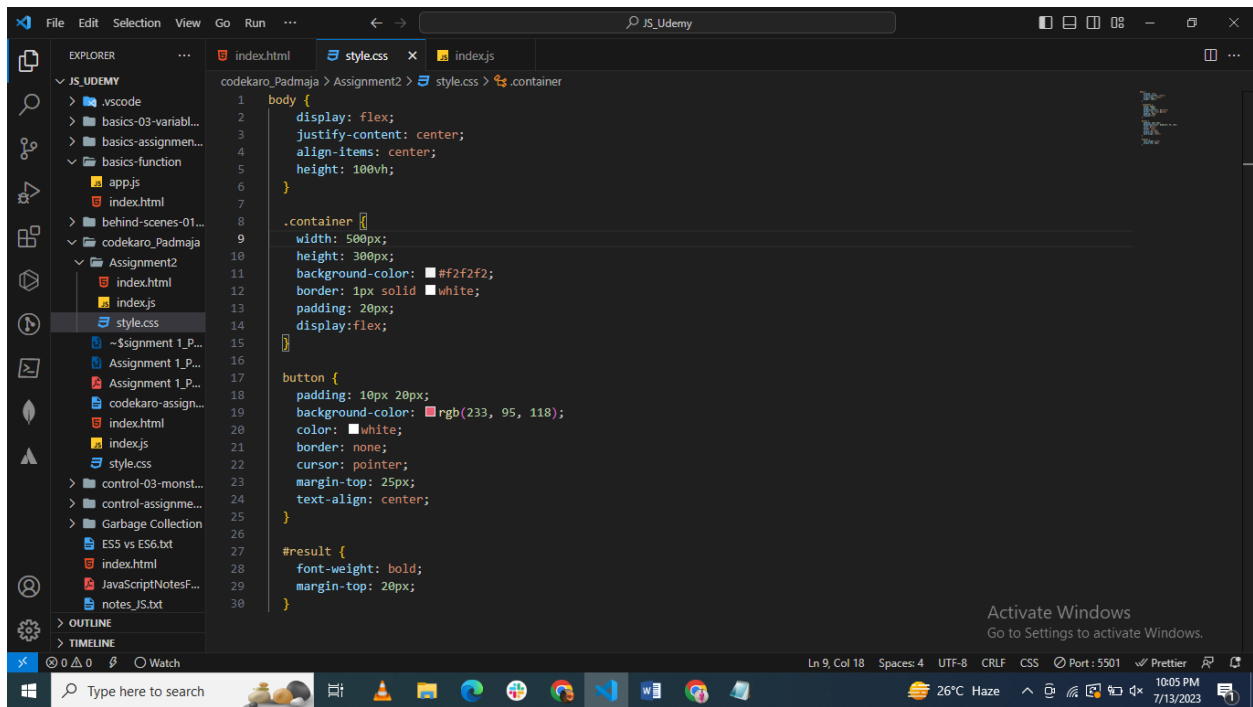 File Edit Selection View Go Run ··· ← → JS_Udemy
EXPLORER ···
JS_UDEMY
.vscode
basics-03-variabl...
basics-assignmen...
basics-function
app.js
index.html
behind-scenes-01...
codekaro_Padmaja
Assignment2
index.html
index.js
style.css
~$signment 1_P...
Assignment 1_P...
Assignment 1_P...
codekaro-assign...
index.html
index.js
style.css
control-03-monst...
control-assignme...
Garbage Collection
ES5 vs ES6.txt
index.html
JavaScriptNotesF...
notes_JS.txt
OUTLINE
TIMELINE
index.html style.css index.js
codekaro_Padmaja > Assignment2 > style.css > .container
1 body {
2 display: flex;
3 justify-content: center;
4 align-items: center;
5 height: 100vh;
6 }
7
8 .container {
9 width: 500px;
10 height: 300px;
11 background-color: #f2f2f2;
12 border: 1px solid white;
13 padding: 20px;
14 display:flex;
15 }
16
17 button {
18 padding: 10px 20px;
19 background-color: rgb(233, 95, 118);
20 color: white;
21 border: none;
22 cursor: pointer;
23 margin-top: 25px;
24 text-align: center;
25 }
26
27 #result {
28 font-weight: bold;
29 margin-top: 20px;
30 }
Activate Windows
Go to Settings to activate Windows.
0 0 Watch Ln 9, Col 18 Spaces: 4 UTF-8 CRLF CSS Port : 5501 Prettier
Type here to search 26°C Haze 10:05 PM
7/13/2023